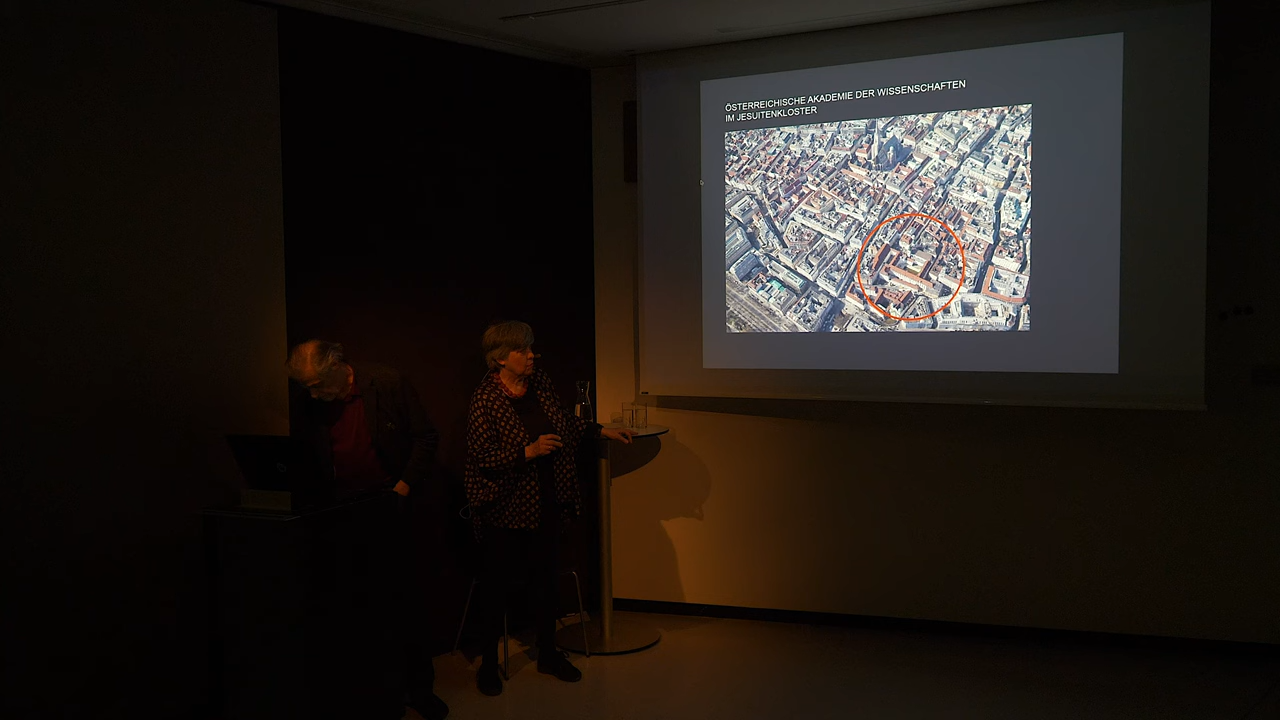 ÖSTERREICHISCHE AKADEMIE DER WISSENSCHAFTEN
IM JESUITENKLOSTER